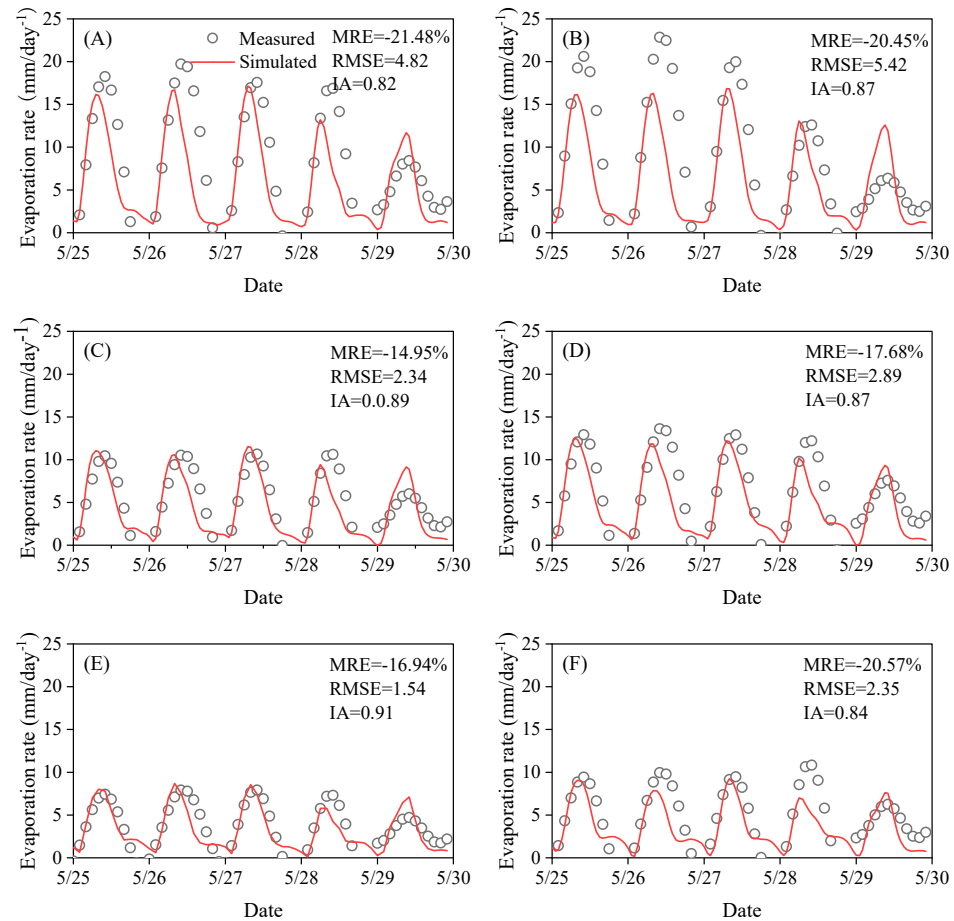 (A)
Measured
Simulated
MRE=-21.48%
RMSE=4.82
IA=0.82
Evaporation rate (mm/day⁻¹)
25
20
15
10
5
0
5/25
5/26
5/27
5/28
5/29
5/30
Date
(B)
MRE=-20.45%
RMSE=5.42
IA=0.87
Evaporation rate (mm/day⁻¹)
25
20
15
10
5
0
5/25
5/26
5/27
5/28
5/29
5/30
Date
(C)
MRE=-14.95%
RMSE=2.34
IA=0.0.89
Evaporation rate (mm/day⁻¹)
25
20
15
10
5
0
5/25
5/26
5/27
5/28
5/29
5/30
Date
(D)
MRE=-17.68%
RMSE=2.89
IA=0.87
Evaporation rate (mm/day⁻¹)
25
20
15
10
5
0
5/25
5/26
5/27
5/28
5/29
5/30
Date
(E)
MRE=-16.94%
RMSE=1.54
IA=0.91
Evaporation rate (mm/day⁻¹)
25
20
15
10
5
0
5/25
5/26
5/27
5/28
5/29
5/30
Date
(F)
MRE=-20.57%
RMSE=2.35
IA=0.84
Evaporation rate (mm/day⁻¹)
25
20
15
10
5
0
5/25
5/26
5/27
5/28
5/29
5/30
Date